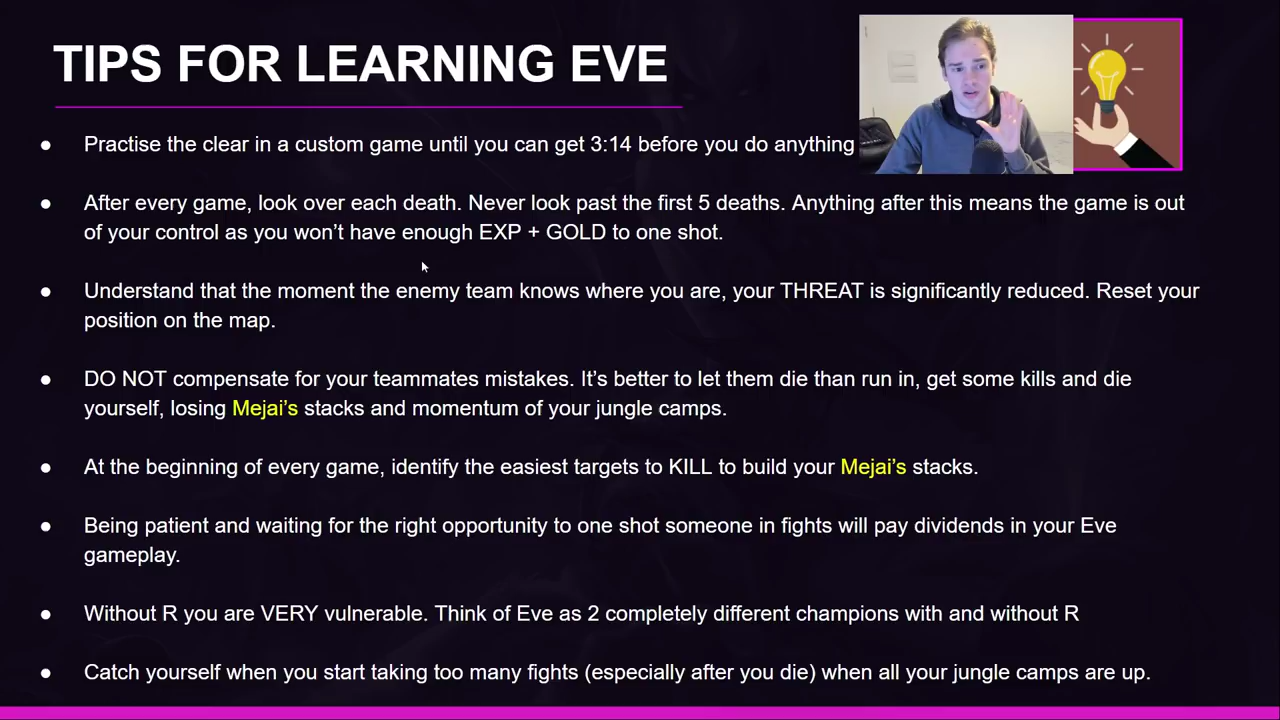 TIPS FOR LEARNING EVE
● Practise the clear in a custom game until you can get 3:14 before you do anything
● After every game, look over each death. Never look past the first 5 deaths. Anything after this means the game is out
of your control as you won’t have enough EXP + GOLD to one shot.
● Understand that the moment the enemy team knows where you are, your THREAT is significantly reduced. Reset your
position on the map.
● DO NOT compensate for your teammates mistakes. It’s better to let them die than run in, get some kills and die
yourself, losing Mejai’s stacks and momentum of your jungle camps.
● At the beginning of every game, identify the easiest targets to KILL to build your Mejai’s stacks.
● Being patient and waiting for the right opportunity to one shot someone in fights will pay dividends in your Eve
gameplay.
● Without R you are VERY vulnerable. Think of Eve as 2 completely different champions with and without R
● Catch yourself when you start taking too many fights (especially after you die) when all your jungle camps are up.